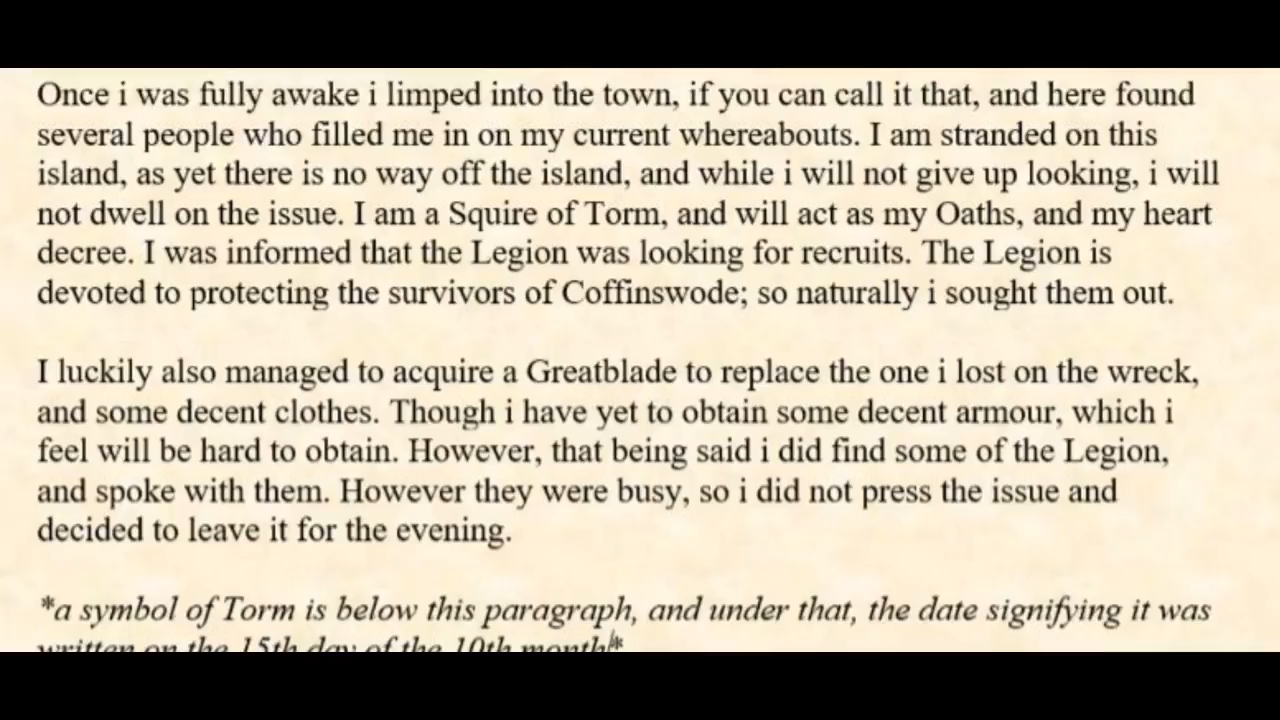 Once i was fully awake i limped into the town, if you can call it that, and here found
several people who filled me in on my current whereabouts. I am stranded on this
island, as yet there is no way off the island, and while i will not give up looking, i will
not dwell on the issue. I am a Squire of Torm, and will act as my Oaths, and my heart
decree. I was informed that the Legion was looking for recruits. The Legion is
devoted to protecting the survivors of Coffinswode; so naturally i sought them out.
I luckily also managed to acquire a Greatblade to replace the one i lost on the wreck,
and some decent clothes. Though i have yet to obtain some decent armour, which i
feel will be hard to obtain. However, that being said i did find some of the Legion,
and spoke with them. However they were busy, so i did not press the issue and
decided to leave it for the evening.
*a symbol of Torm is below this paragraph, and under that, the date signifying it was
written on the 15th day of the 10th month*